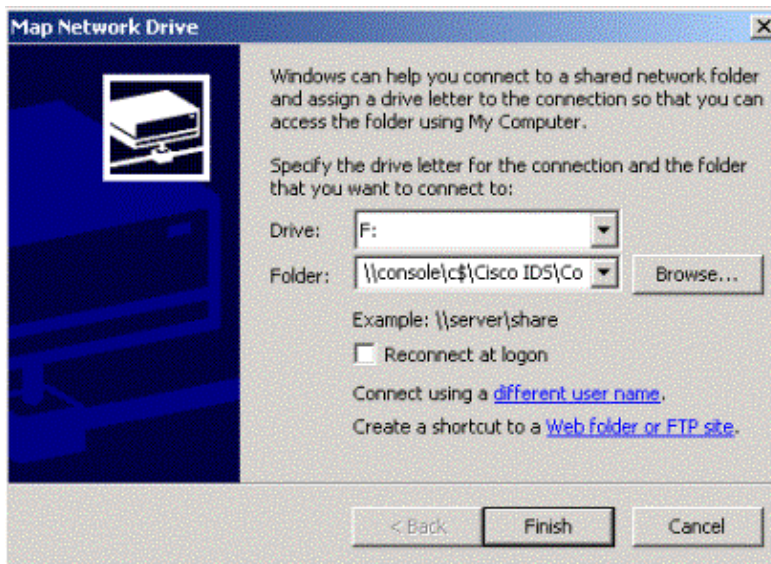 Map Network Drive
Windows can help you connect to a shared network folder
and assign a drive letter to the connection so that you can
access the folder using My Computer.
Specify the drive letter for the connection and the folder
that you want to connect to:
Drive: F:
Folder: \\console\c$\Cisco IDS\Co Browse...
Example: \\server\share
Reconnect at logon
Connect using a different user name.
Create a shortcut to a Web folder or FTP site.
< Back Finish Cancel